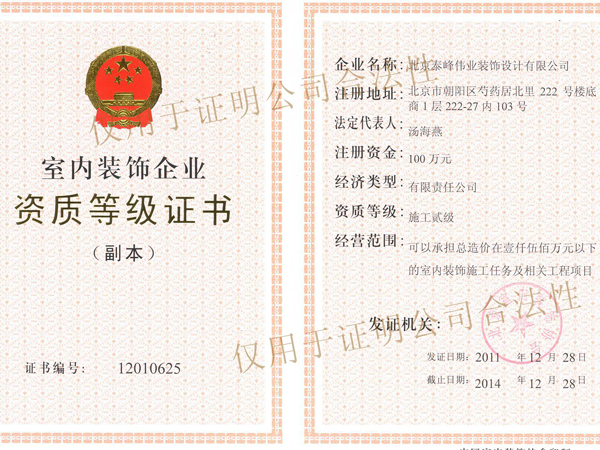 室内装饰企业
资质等级证书
（副本）
证书编号: 12010625
企业名称: 北京泰峰伟业装饰设计有限公司
注册地址: 北京市朝阳区芍药居北里 222 号楼底
商 1 层 222-27 内 103 号
法定代表人: 汤海燕
注册资金: 100 万元
经济类型: 有限责任公司
资质等级: 施工贰级
经营范围: 可以承担总造价在壹仟伍佰万元以下
的室内装饰施工任务及相关工程项目
发证机关:
发证日期: 2011 年 12 月 28 日
截止日期: 2014 年 12 月 28 日
仅用于证明公司合法性
仅用于证明公司合法性